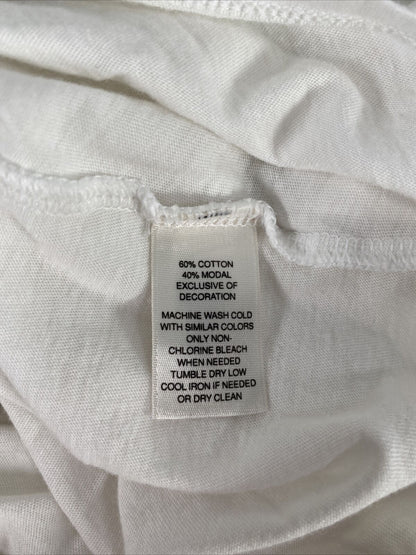 60% COTTON
40% MODAL
EXCLUSIVE OF
DECORATION
MACHINE WASH COLD
WITH SIMILAR COLORS
ONLY NON-
CHLORINE BLEACH
WHEN NEEDED
TUMBLE DRY LOW
COOL IRON IF NEEDED
OR DRY CLEAN